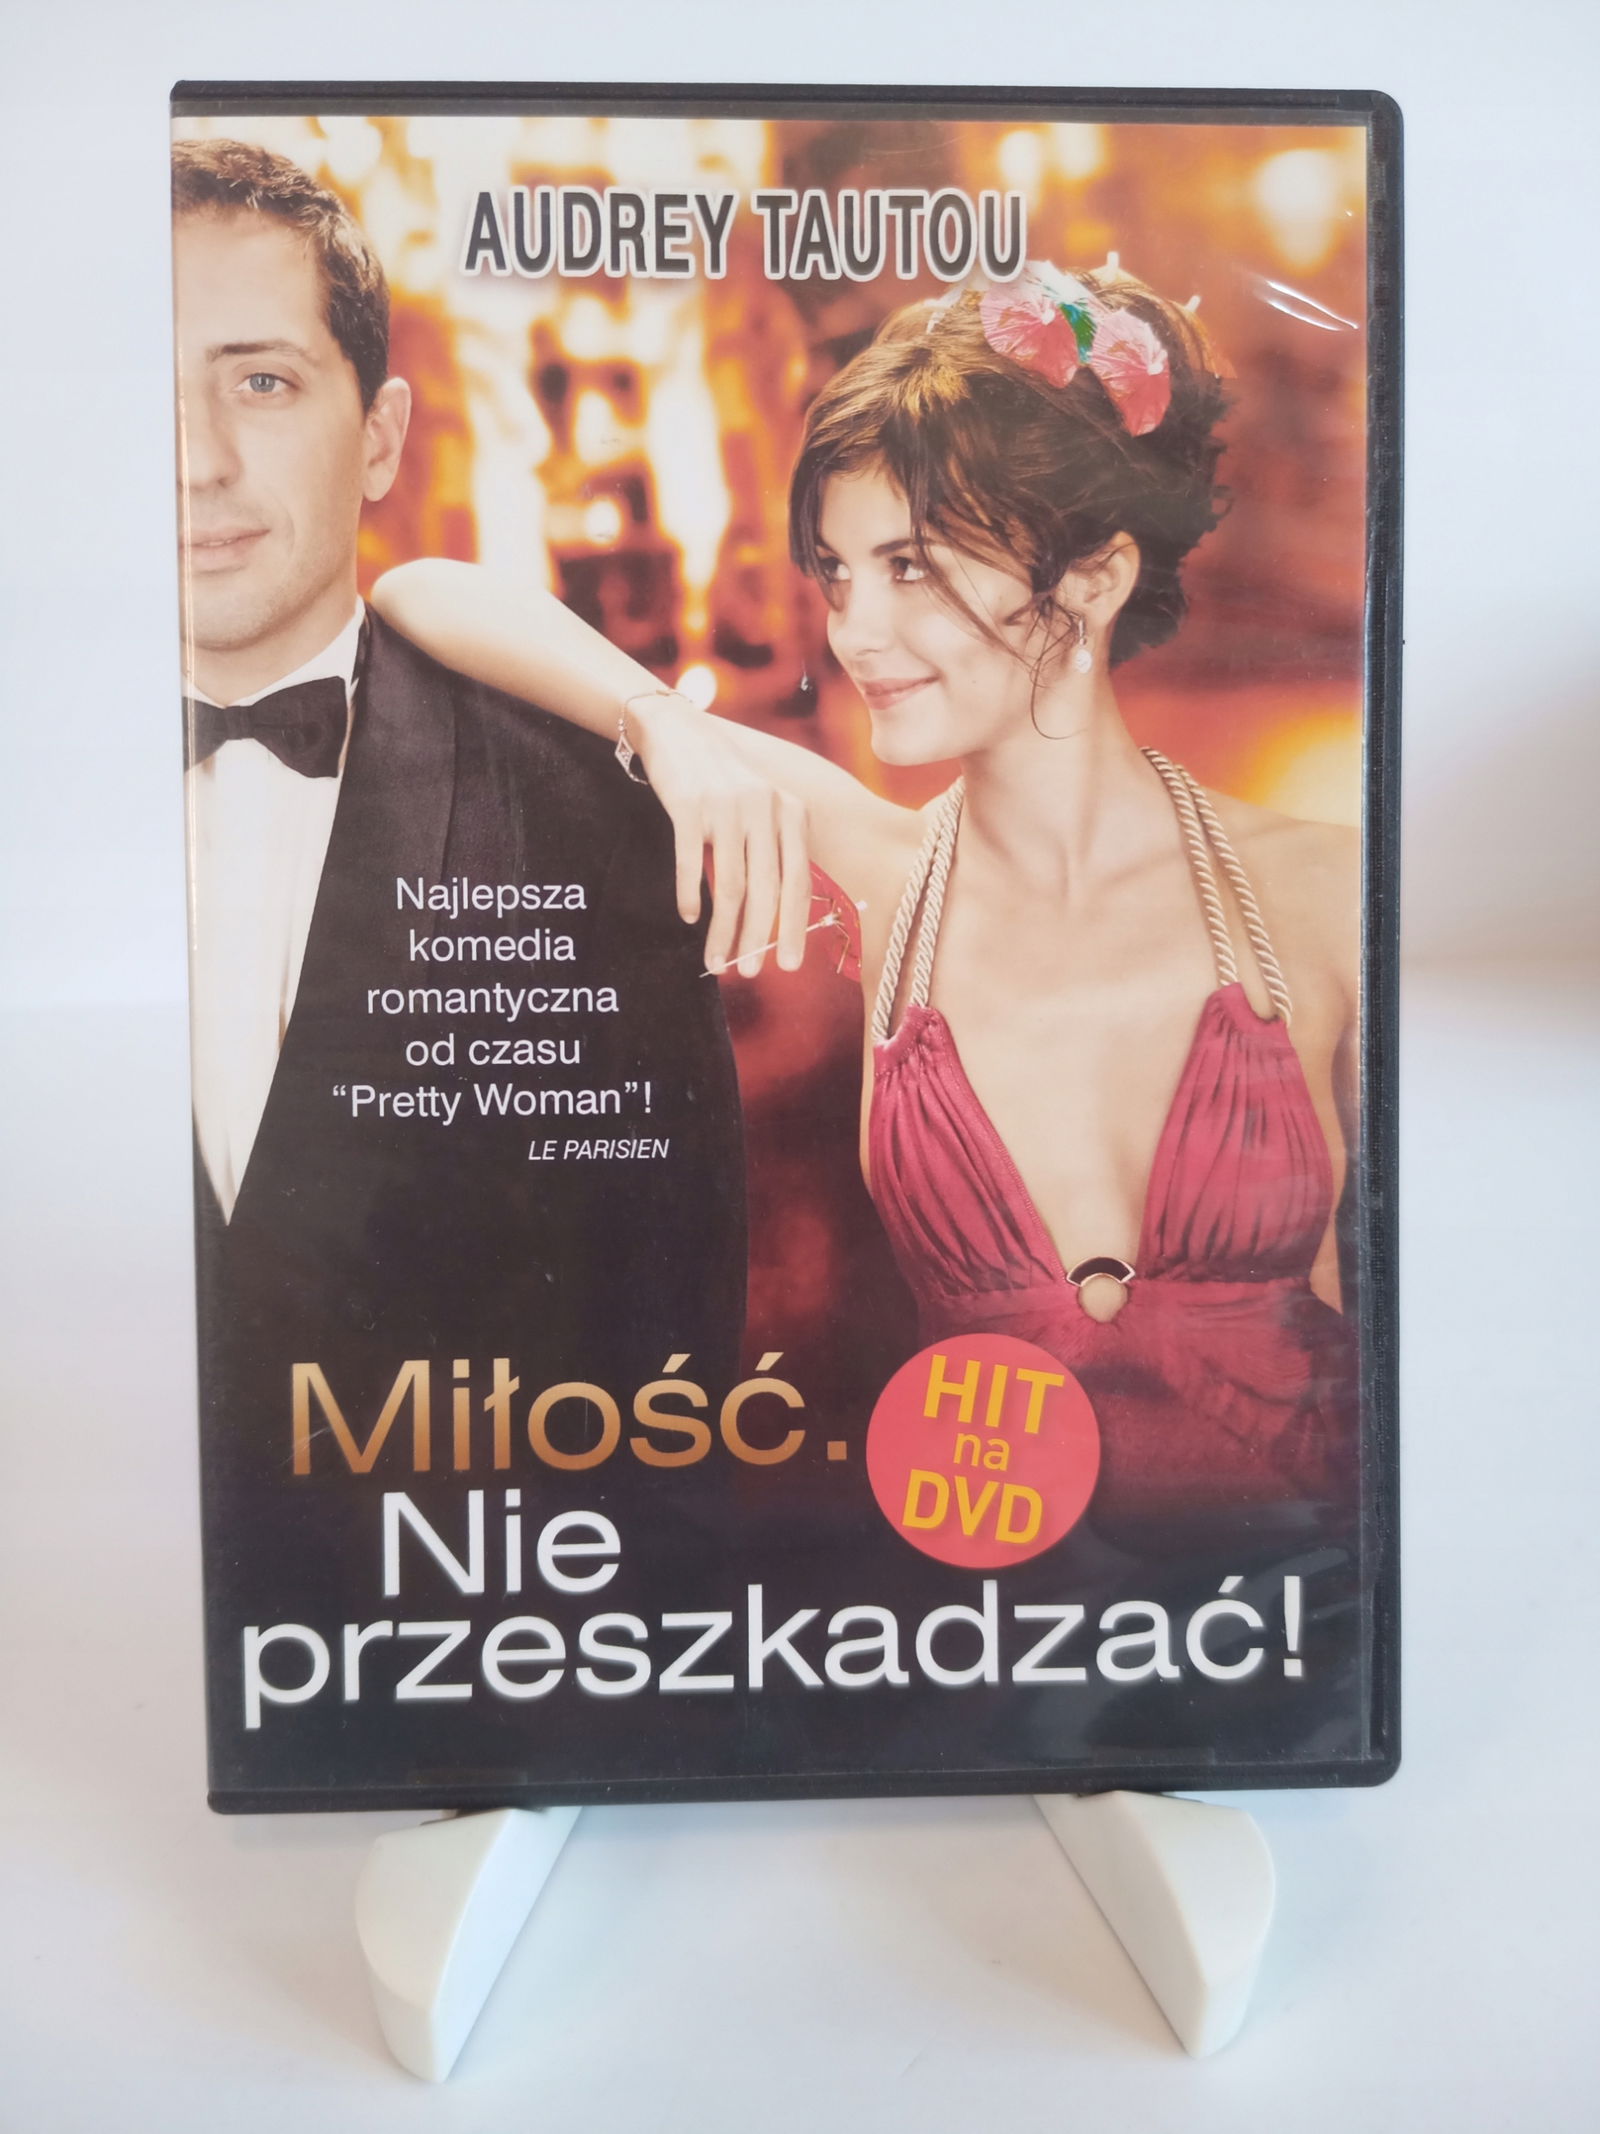 AUDREY TAUTOU
Najlepsza
komedia
romantyczna
od czasu
“Pretty Woman”!
LE PARISIEN
Miłość.
HIT
na
DVD
Nie
przeszkadzać!